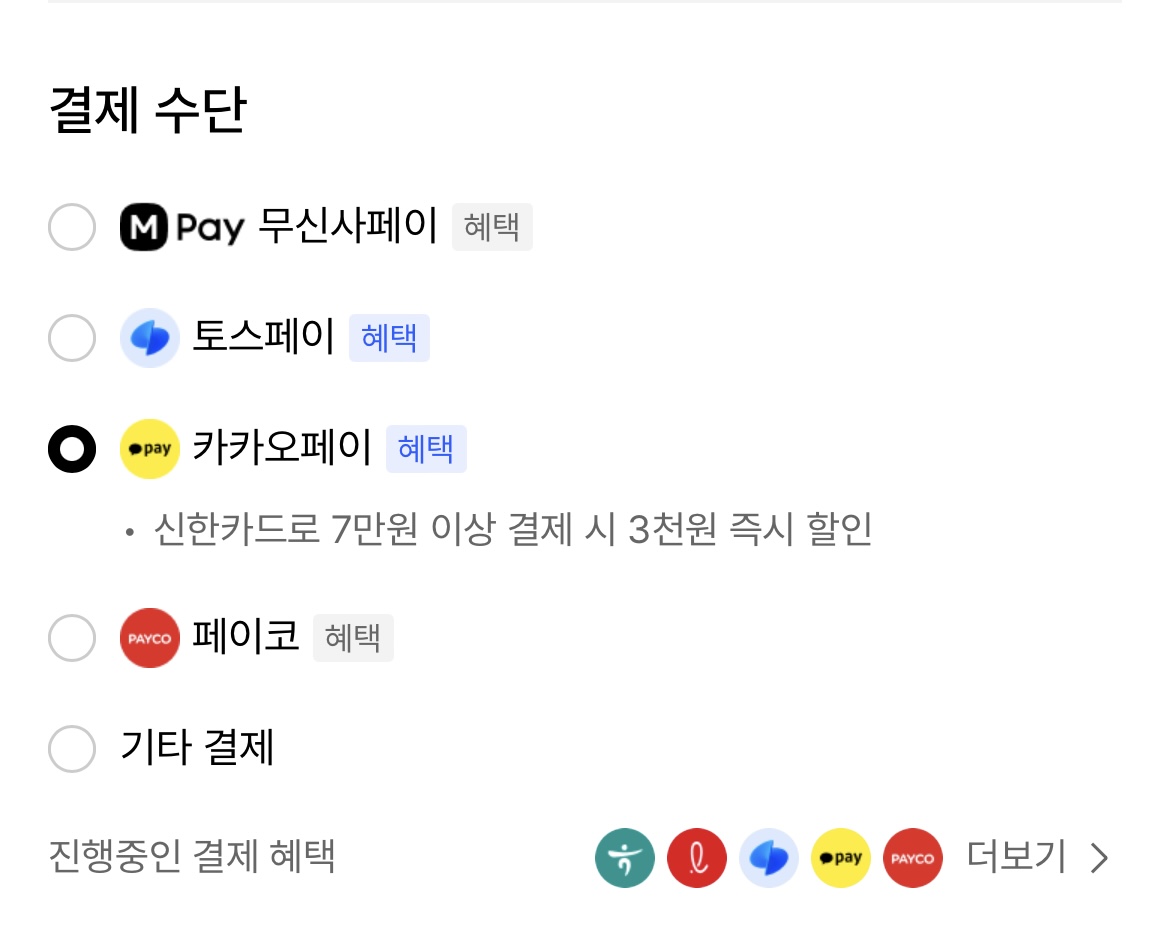 결제 수단
M Pay 무신사페이 혜택
토스페이 혜택
pay 카카오페이 혜택
• 신한카드로 7만원 이상 결제 시 3천원 즉시 할인
PAYCO 페이코 혜택
기타 결제
진행중인 결제 혜택 pay PAYCO 더보기